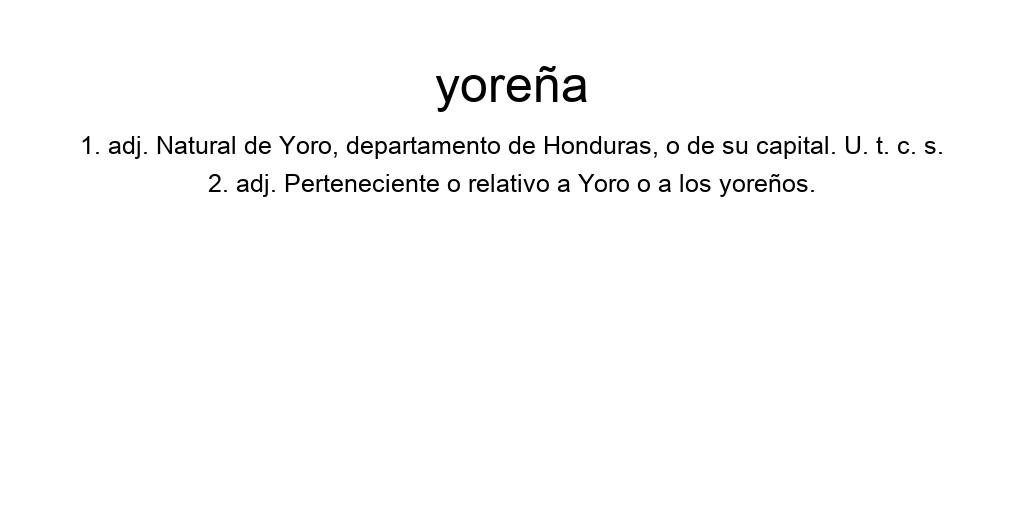 yoreña
1. adj. Natural de Yoro, departamento de Honduras, o de su capital. U. t. c. s.
2. adj. Perteneciente o relativo a Yoro o a los yoreños.